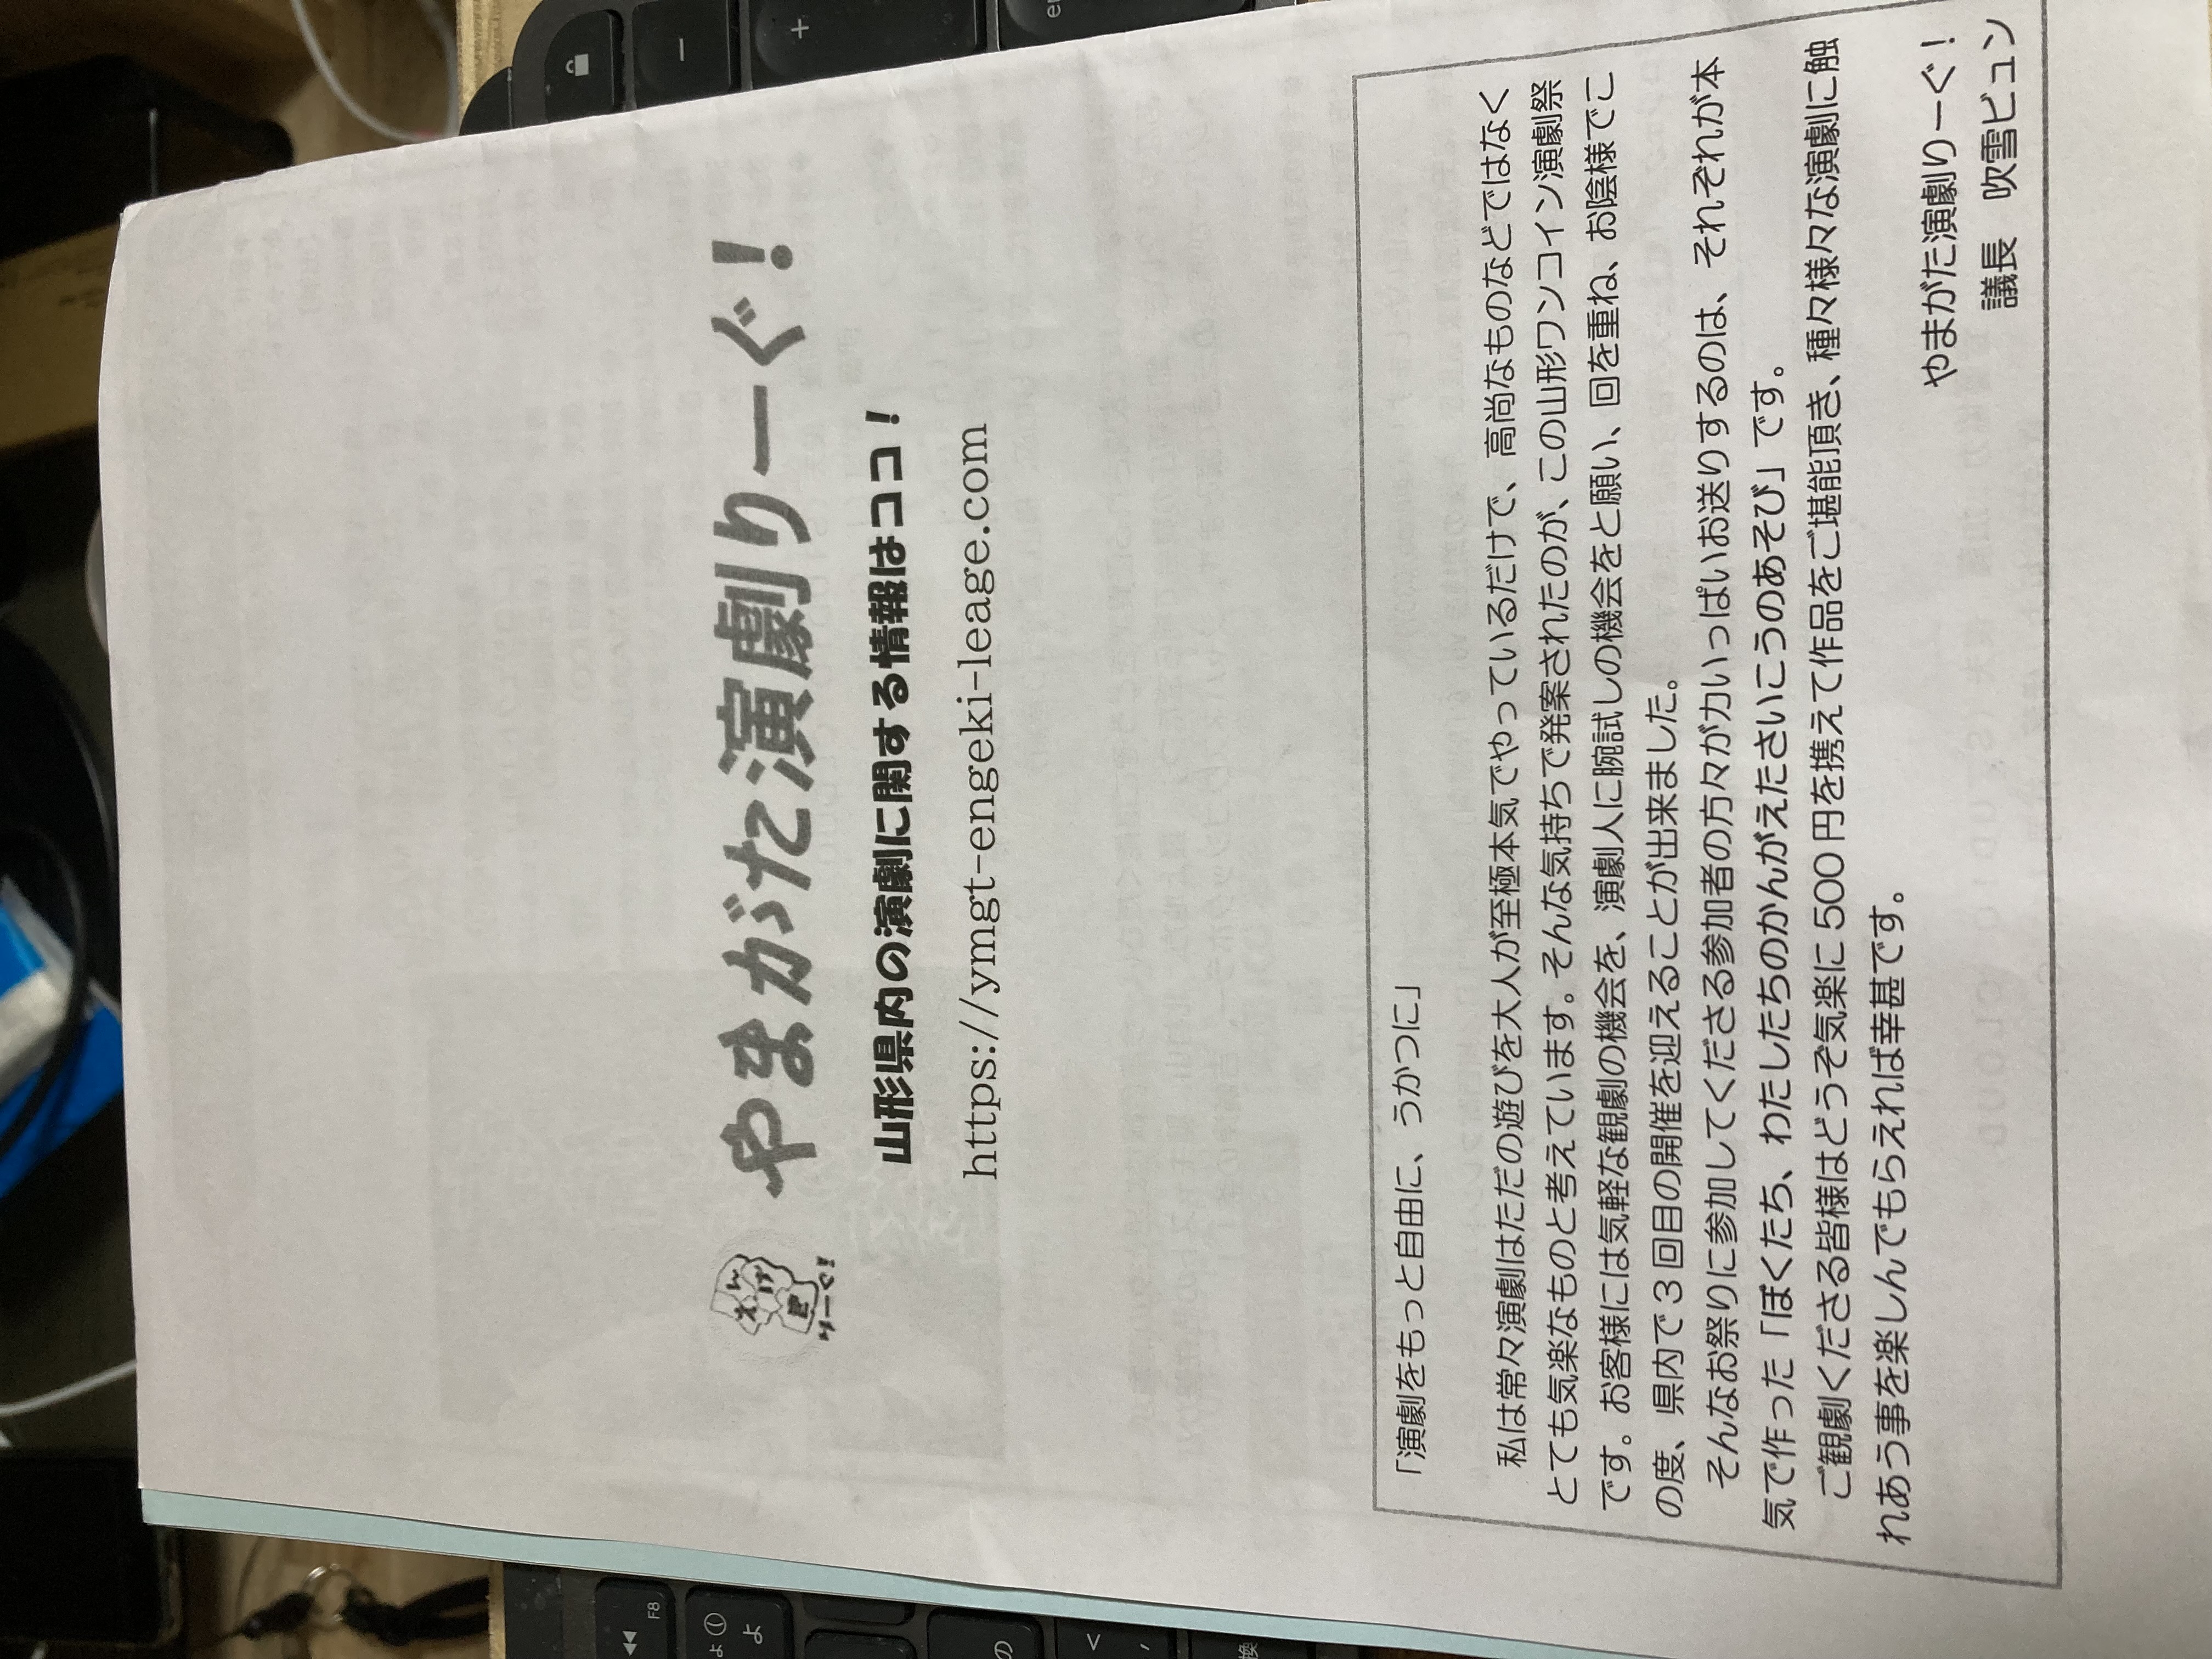 えんげき
りーぐ！
やまがた演劇りーぐ！
山形県内の演劇に関する情報はココ！
https://ymgt-engeki-leage.com
「演劇をもっと自由に、うかつに」
私は常々演劇はただの遊びを大人が至極本気でやっているだけで、高尚なものなどではなく
とても気楽なものと考えています。そんな気持ちで発案されたのが、この山形ワンコイン演劇祭
です。お客様には気軽な観劇の機会を、演劇人に腕試しの機会をと願い、回を重ね、お陰様でこ
の度、県内で3回目の開催を迎えることが出来ました。
そんなお祭りに参加してくださる参加者の方々が力いっぱいお送りするのは、それぞれが本
気で作った「ぼくたち、わたしたちのかんがえたさいこうのあそび」です。
ご観劇くださる皆様はどうぞ気楽に500円を携えて作品をご堪能頂き、種々様々な演劇に触
れあう事を楽しんでもらえれば幸甚です。
やまがた演劇りーぐ！
議長　吹雪ビュン
F8
ょ（
よ
の
<
、
換
ー
+